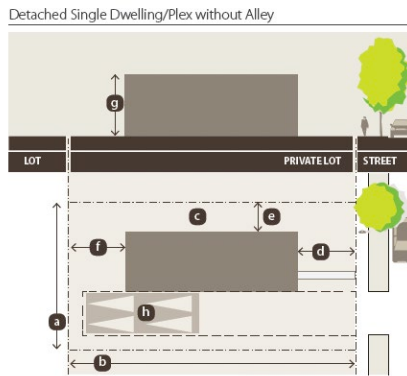 Detached Single Dwelling/Plex without Alley
g
LOT PRIVATE LOT STREET
c e
f d
h
a
b